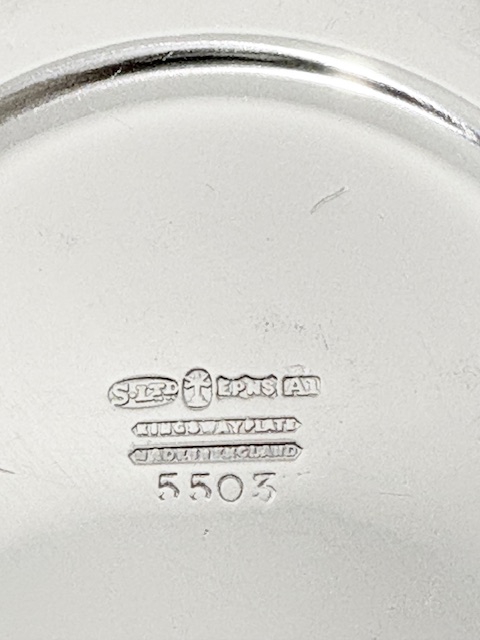 S·LTD EPNS A1
KINGSWAY PLATE
MADE IN ENGLAND
5503